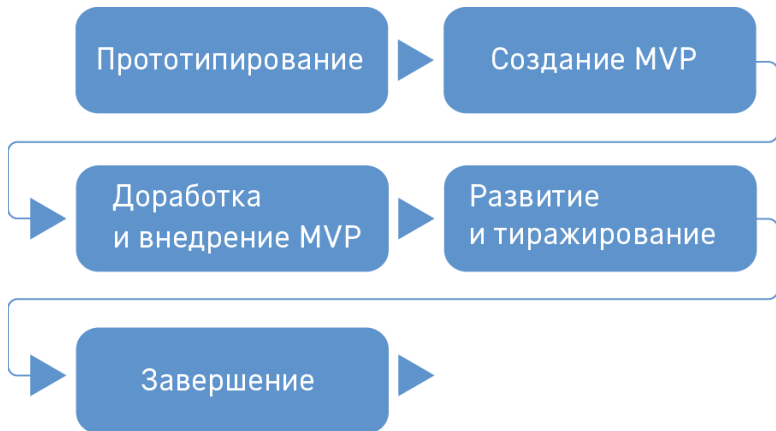 Прототипирование
Создание MVP
Доработка
и внедрение MVP
Развитие
и тиражирование
Завершение